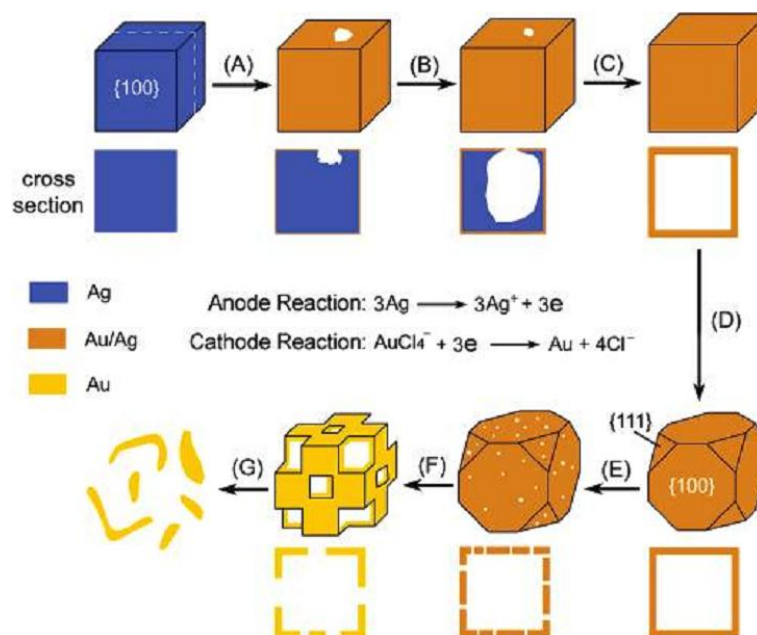 (A)
(B)
(C)
{100}
cross
section
Ag
Au/Ag
Au
Anode Reaction: 3Ag ⟶ 3Ag⁺ + 3e
Cathode Reaction: AuCl₄⁻ + 3e ⟶ Au + 4Cl⁻
(D)
{111}
{100}
(G)
(F)
(E)